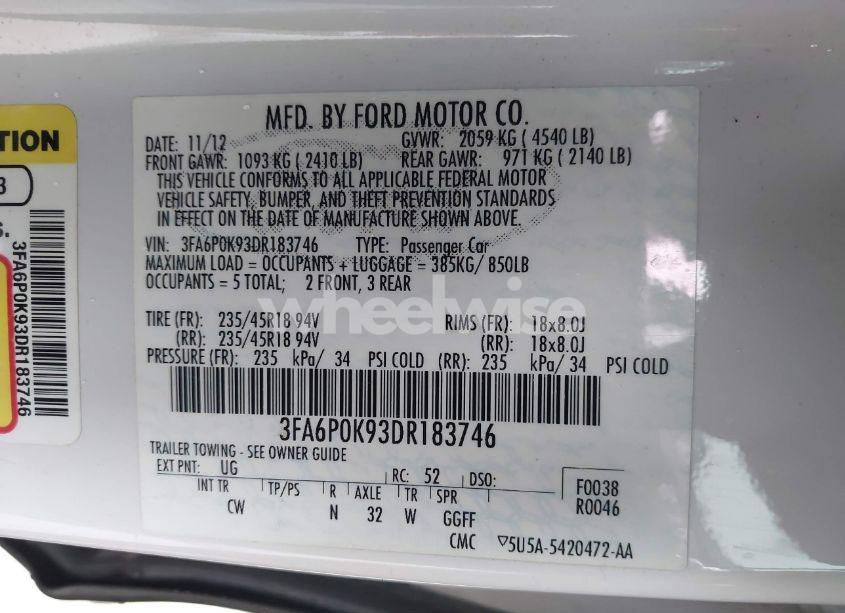 MFD. BY FORD MOTOR CO.
DATE: 11/12 GVWR: 2059 KG ( 4540 LB)
FRONT GAWR: 1093 KG ( 2410 LB) REAR GAWR: 971 KG ( 2140 LB)
THIS VEHICLE CONFORMS TO ALL APPLICABLE FEDERAL MOTOR
VEHICLE SAFETY, BUMPER, AND THEFT PREVENTION STANDARDS
IN EFFECT ON THE DATE OF MANUFACTURE SHOWN ABOVE.
VIN: 3FA6P0K93DR183746 TYPE: Passenger Car
MAXIMUM LOAD = OCCUPANTS + LUGGAGE = 385KG/ 850LB
OCCUPANTS = 5 TOTAL; 2 FRONT, 3 REAR
wheelwise
TIRE (FR): 235/45R18 94V RIMS (FR): 18x8.0J
(RR): 235/45R18 94V (RR): 18x8.0J
PRESSURE (FR): 235 kPa/ 34 PSI COLD (RR): 235 kPa/ 34 PSI COLD
3FA6P0K93DR183746
TRAILER TOWING - SEE OWNER GUIDE
EXT PNT: UG RC: 52 DSO:
INT TR TP/PS R AXLE TR SPR
CW N 32 W GGFF
F0038
R0046
CMC ▽5U5A-5420472-AA
TION
3
S.
3FA6P0K93DR183746